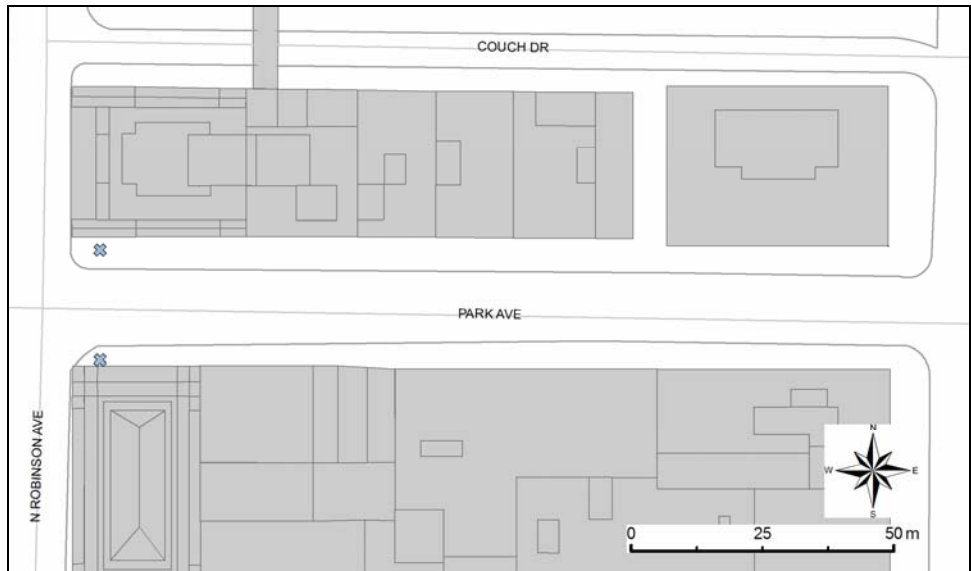 COUCH DR
PARK AVE
N ROBINSON AVE
N
W E
S
0 25 50 m